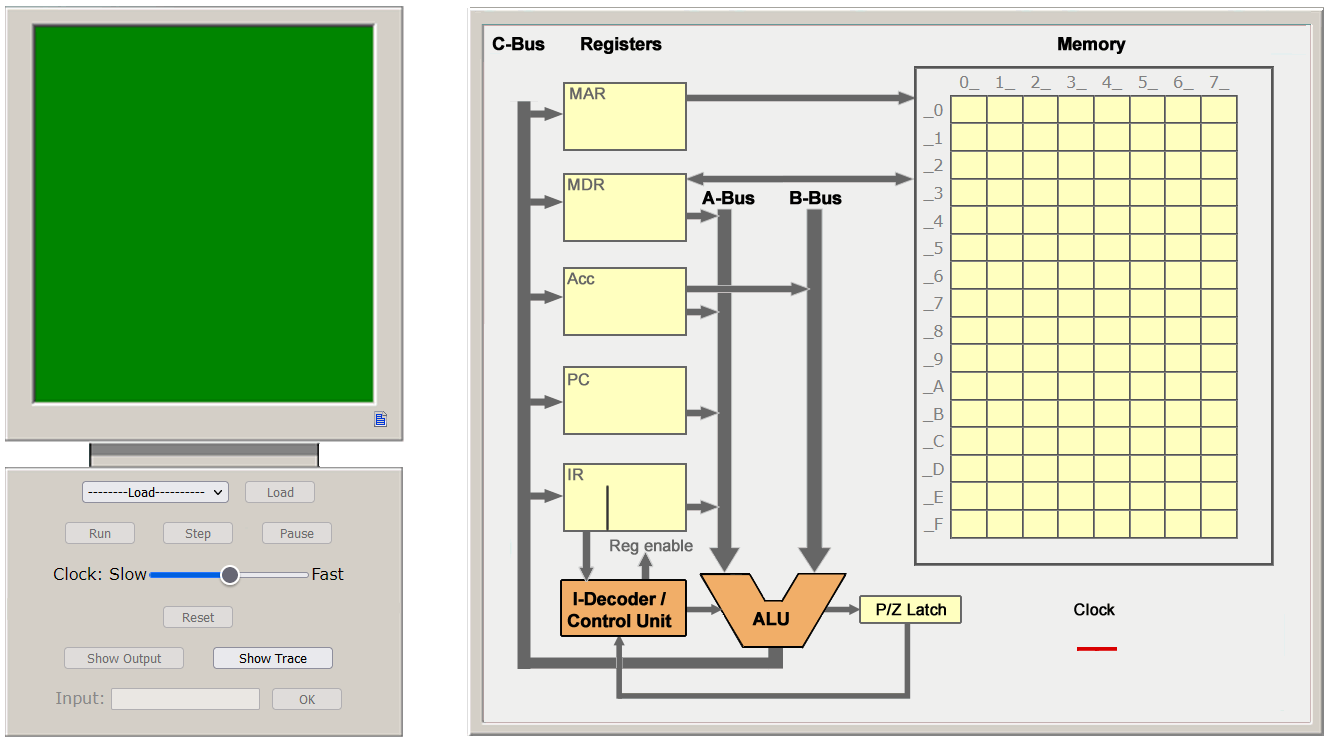 --------Load----------
Load
Run
Step
Pause
Clock: Slow
Fast
Reset
Show Output
Show Trace
Input:
OK
C-Bus
Registers
Memory
MAR
0_ 1_ 2_ 3_ 4_ 5_ 6_ 7_
_0
_1
MDR
_2
A-Bus
B-Bus
_3
_4
_5
Acc
_6
_7
_8
PC
_9
_A
_B
_C
IR
_D
_E
_F
Reg enable
I-Decoder /
Control Unit
ALU
P/Z Latch
Clock